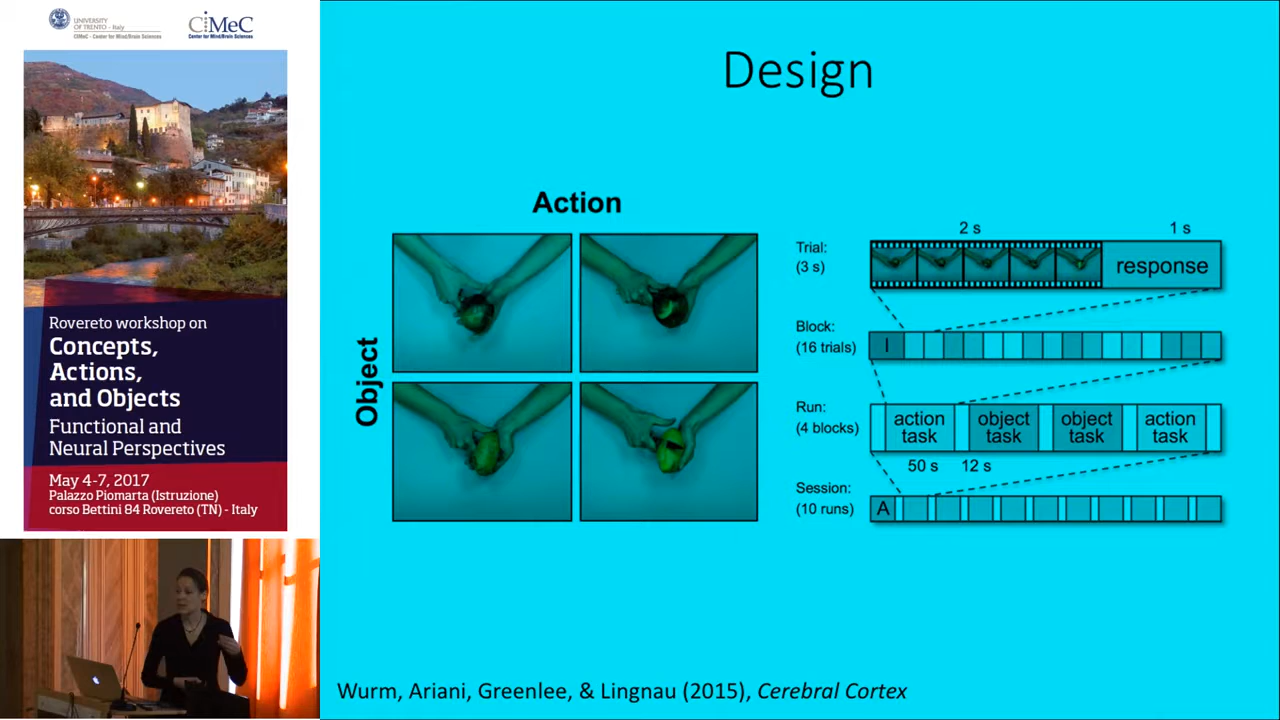 UNIVERSITY
OF TRENTO - Italy
CIMeC - Center for Mind/Brain Sciences
CiMeC
Center for Mind/Brain Sciences
Rovereto workshop on
Concepts,
Actions,
and Objects
Functional and
Neural Perspectives
May 4-7, 2017
Palazzo Piomarta (Istruzione)
corso Bettini 84 Rovereto (TN) - Italy
Design
Action
Object
2 s
1 s
Trial:
(3 s)
response
Block:
(16 trials)
I
Run:
(4 blocks)
action
task
object
task
object
task
action
task
50 s
12 s
Session:
(10 runs)
A
Wurm, Ariani, Greenlee, & Lingnau (2015), Cerebral Cortex